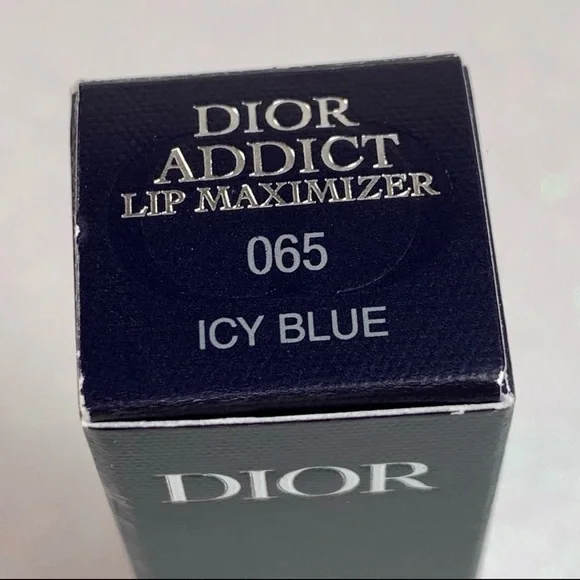 DIOR
ADDICT
LIP MAXIMIZER
065
ICY BLUE
DIOR